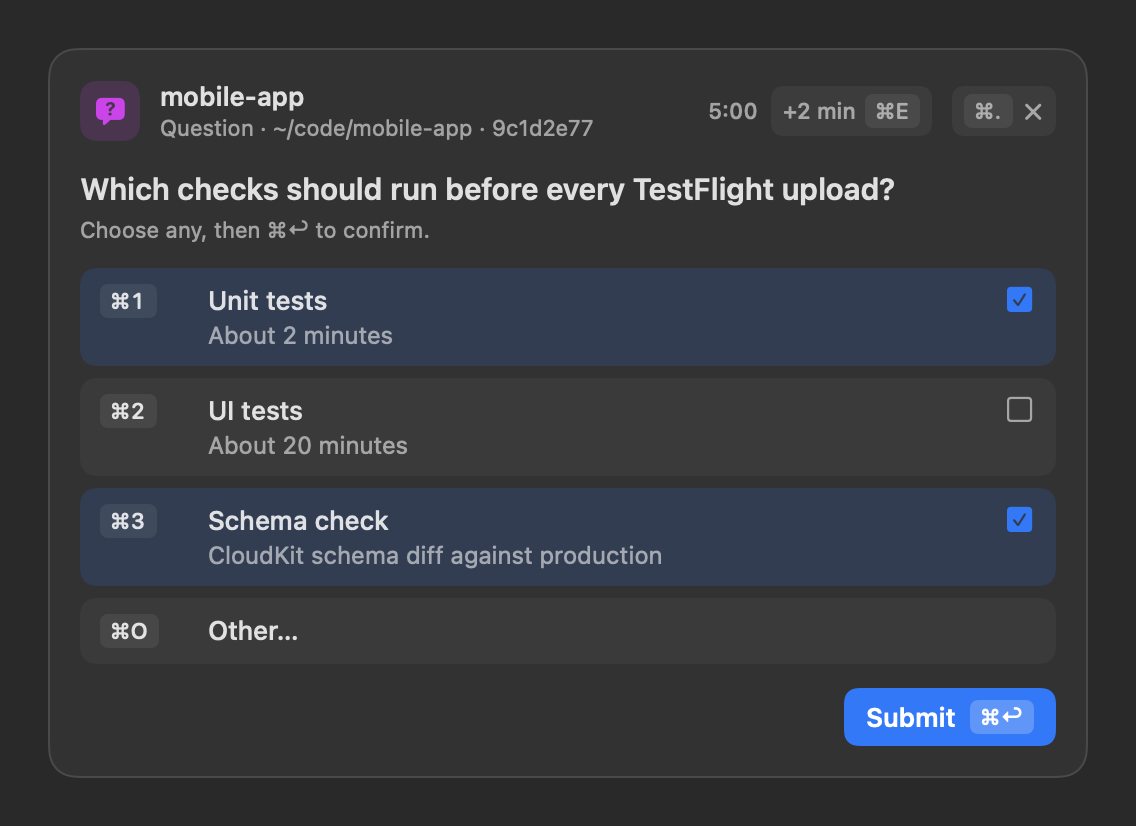 mobile-app
Question · ~/code/mobile-app · 9c1d2e77
5:00 +2 min ⌘E ⌘. ✕
Which checks should run before every TestFlight upload?
Choose any, then ⌘↩ to confirm.
⌘1 Unit tests
About 2 minutes
⌘2 UI tests
About 20 minutes
⌘3 Schema check
CloudKit schema diff against production
⌘O Other...
Submit ⌘↩